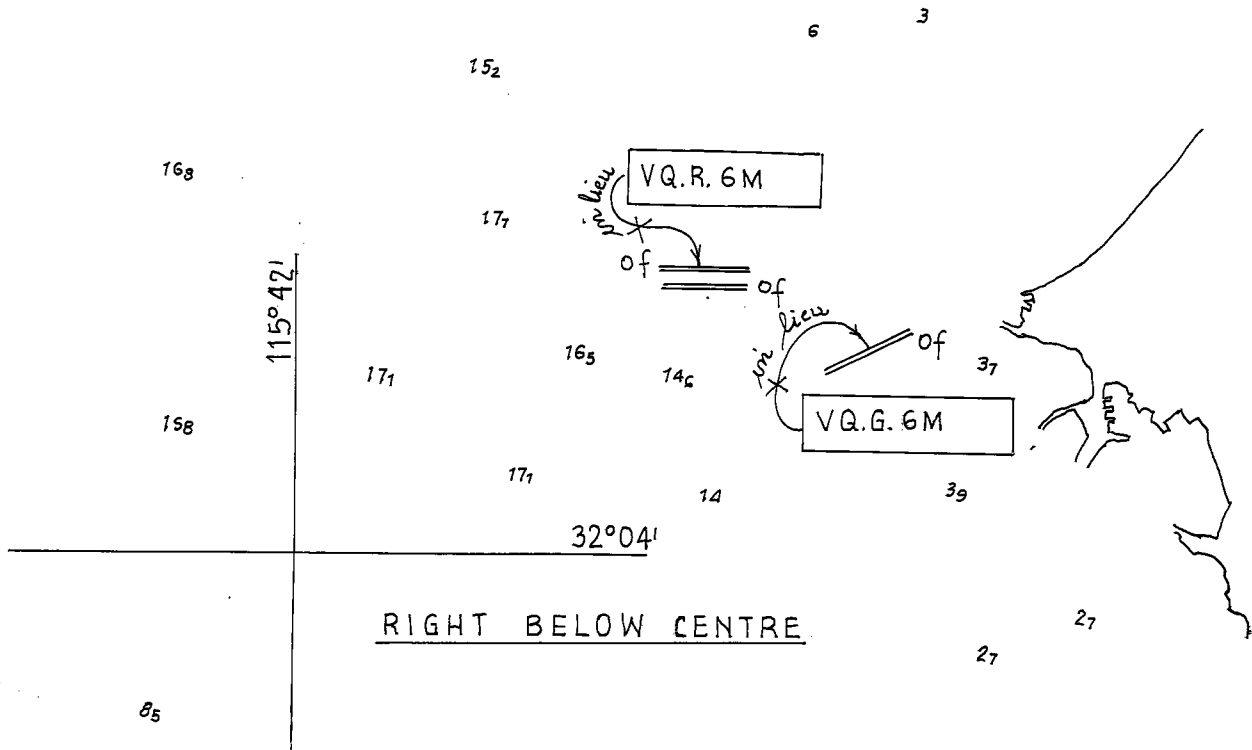 6 3
15₂
16₈
in lieu
VQ.R. 6M
17₇
of
of
115°42'
in lieu
of
16₅
17₁
14₆
3₇
15₈
VQ.G. 6M
17₁
14
3₉
32°04'
RIGHT BELOW CENTRE
2₇
2₇
8₅